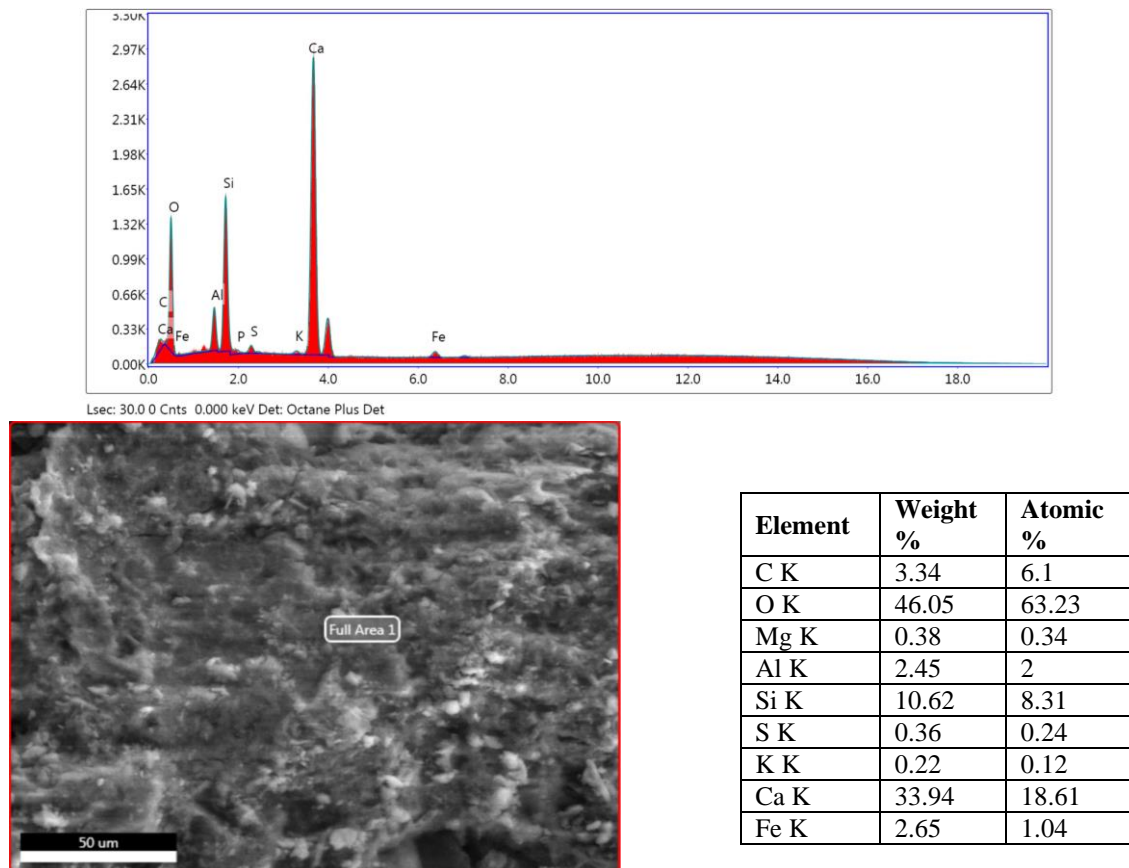 3.30K
2.97K
2.64K
2.31K
1.98K
1.65K
1.32K
0.99K
0.66K
0.33K
0.00K
Ca
Si
O
C
Al
Ca
Fe
P
S
K
Fe
0.0 2.0 4.0 6.0 8.0 10.0 12.0 14.0 16.0 18.0
Lsec: 30.0 0 Cnts 0.000 keV Det: Octane Plus Det
Full Area 1
50 um
Element Weight % Atomic %
C K 3.34 6.1
O K 46.05 63.23
Mg K 0.38 0.34
Al K 2.45 2
Si K 10.62 8.31
S K 0.36 0.24
K K 0.22 0.12
Ca K 33.94 18.61
Fe K 2.65 1.04